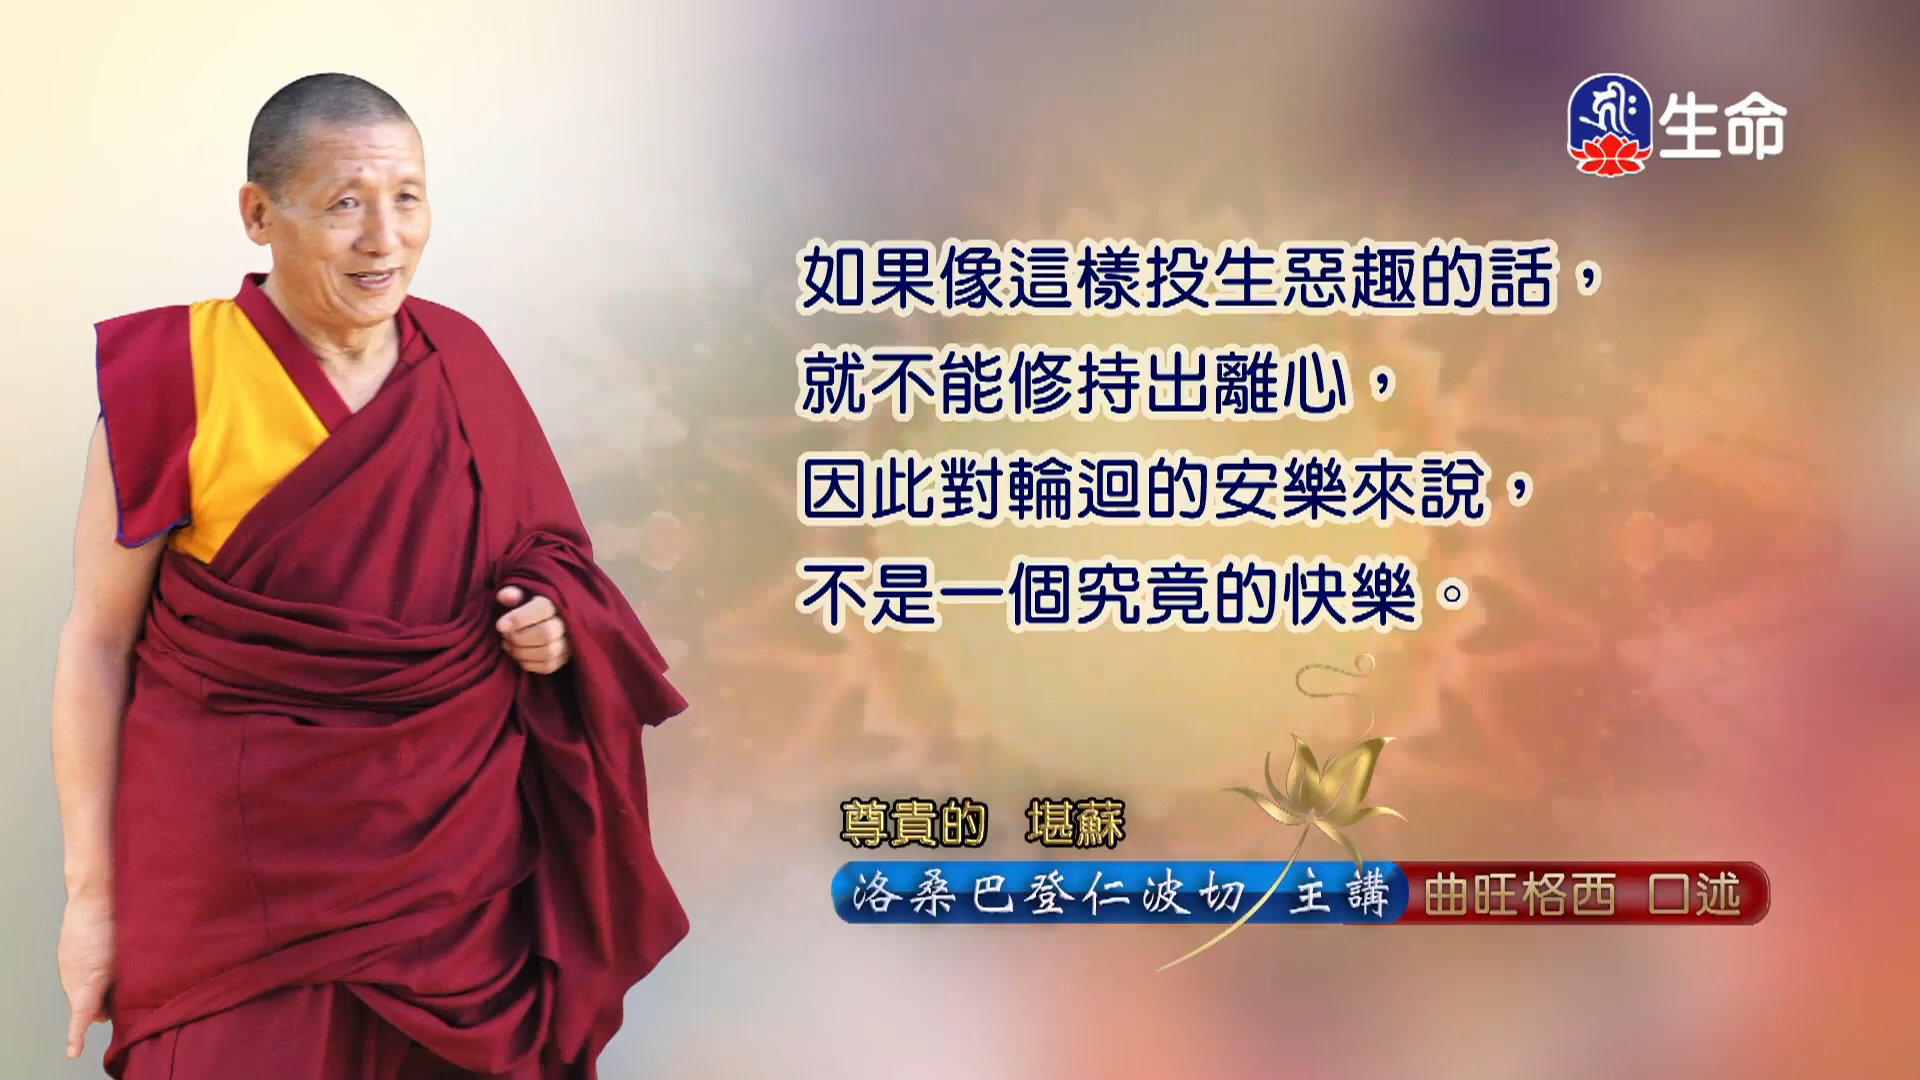 生命
如果像這樣投生惡趣的話，
就不能修持出離心，
因此對輪迴的安樂來說，
不是一個究竟的快樂。
尊貴的 堪蘇
洛桑巴登仁波切 主講 曲旺格西 口述